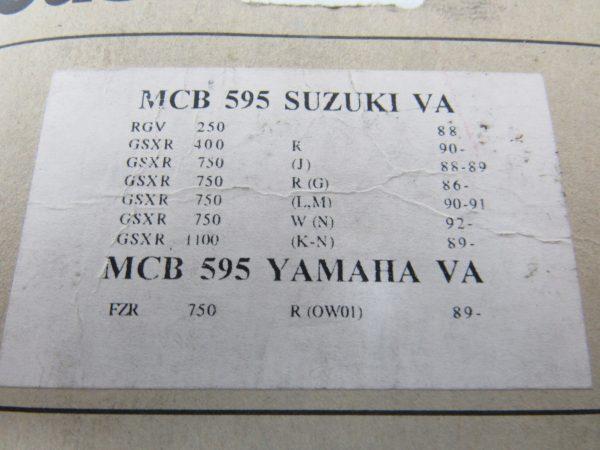 MCB 595 SUZUKI VA
RGV 250 88
GSXR 400 K 90-
GSXR 750 (J) 88-89
GSXR 750 R (G) 86-
GSXR 750 (L,M) 90-91
GSXR 750 W (N) 92-
GSXR 1100 (K-N) 89-
MCB 595 YAMAHA VA
FZR 750 R (OW01) 89-